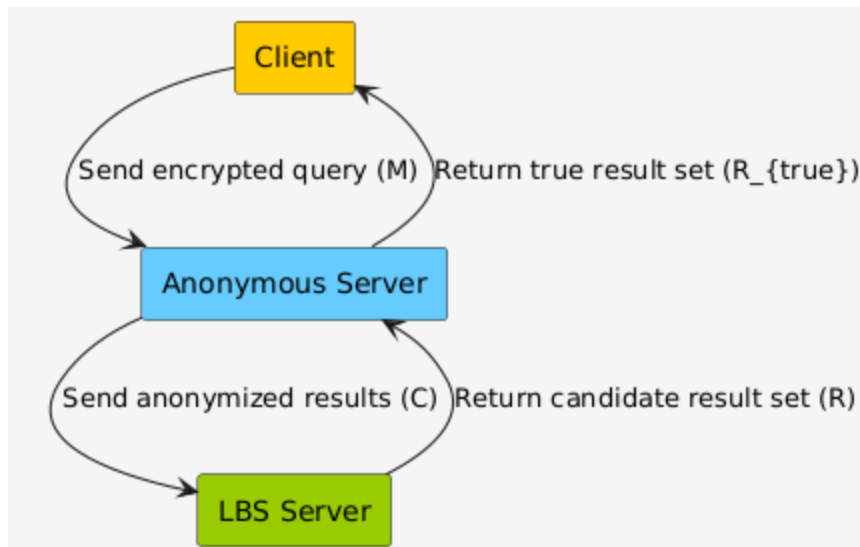 Client
Send encrypted query (M)
Return true result set (R_{true})
Anonymous Server
Send anonymized results (C)
Return candidate result set (R)
LBS Server